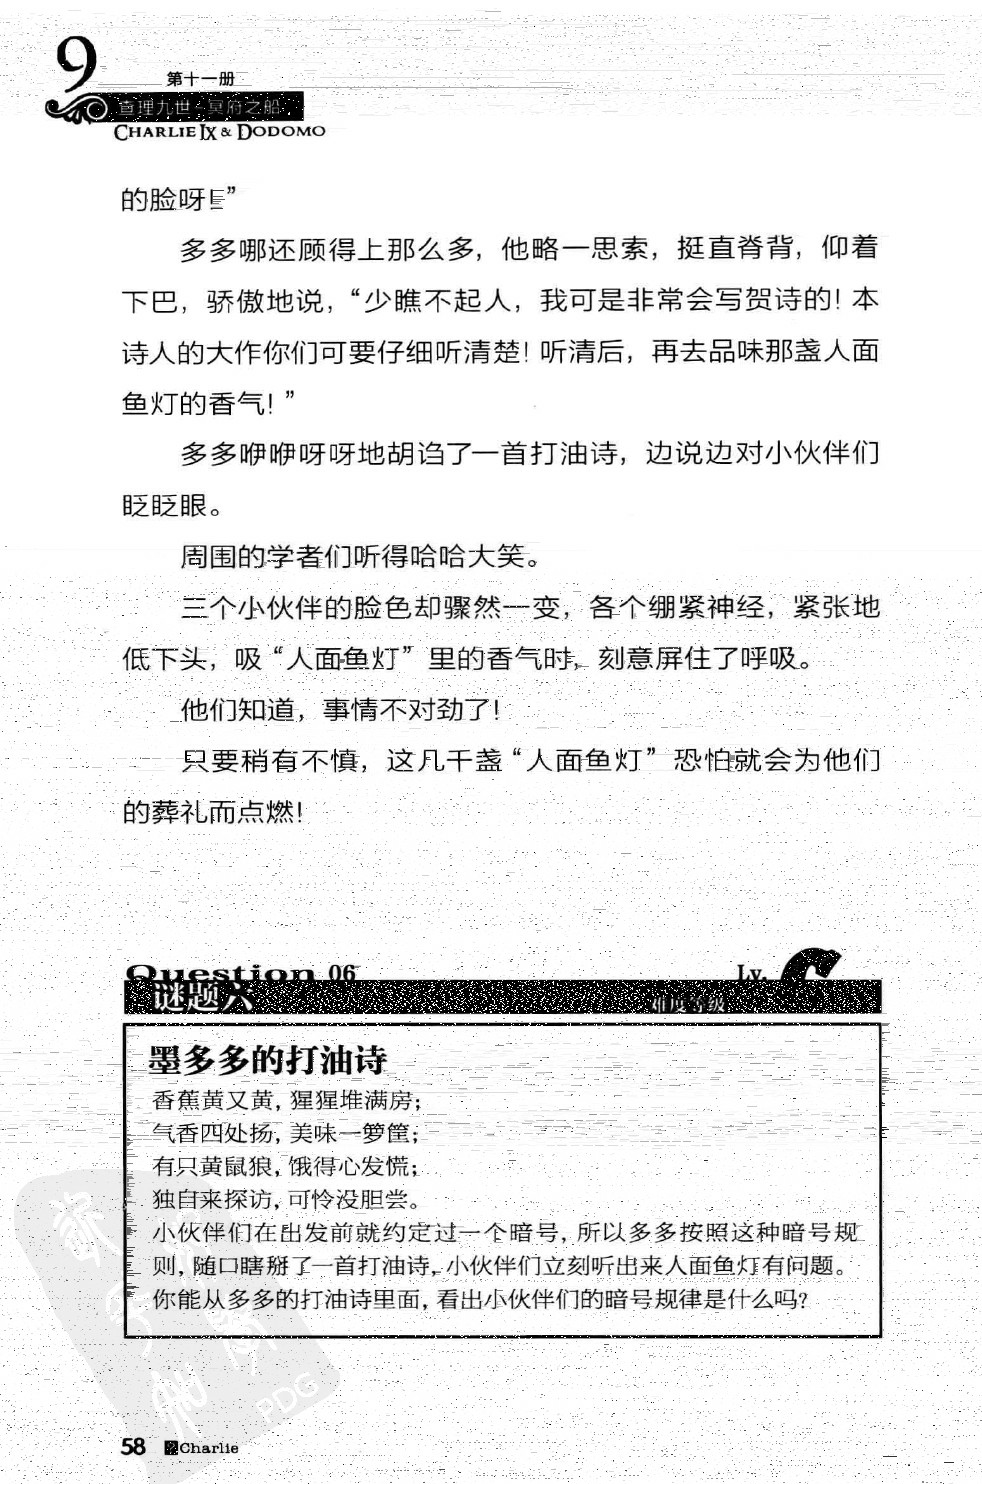 9
第十一册
查理九世·冥府之船
CHARLIE IX & DODOMO
的脸呀！”
多多哪还顾得上那么多，他略一思索，挺直脊背，仰着
下巴，骄傲地说，“少瞧不起人，我可是非常会写贺诗的！本
诗人的大作你们可要仔细听清楚！听清后，再去品味那盏人面
鱼灯的香气！”
多多咿咿呀呀地胡诌了一首打油诗，边说边对小伙伴们
眨眨眼。
周围的学者们听得哈哈大笑。
三个小伙伴的脸色却骤然一变，各个绷紧神经，紧张地
低下头，吸“人面鱼灯”里的香气时，刻意屏住了呼吸。
他们知道，事情不对劲了！
只要稍有不慎，这几千盏“人面鱼灯”恐怕就会为他们
的葬礼而点燃！
Question 06
Lv.
谜题六
难度等级
墨多多的打油诗
香蕉黄又黄，猩猩堆满房；
气香四处扬，美味一箩筐；
有只黄鼠狼，饿得心发慌；
独自来探访，可怜没胆尝。
小伙伴们在出发前就约定过一个暗号，所以多多按照这种暗号规
则，随口瞎掰了一首打油诗，小伙伴们立刻听出来人面鱼灯有问题。
你能从多多的打油诗里面，看出小伙伴们的暗号规律是什么吗？
58 Charlie
PDG